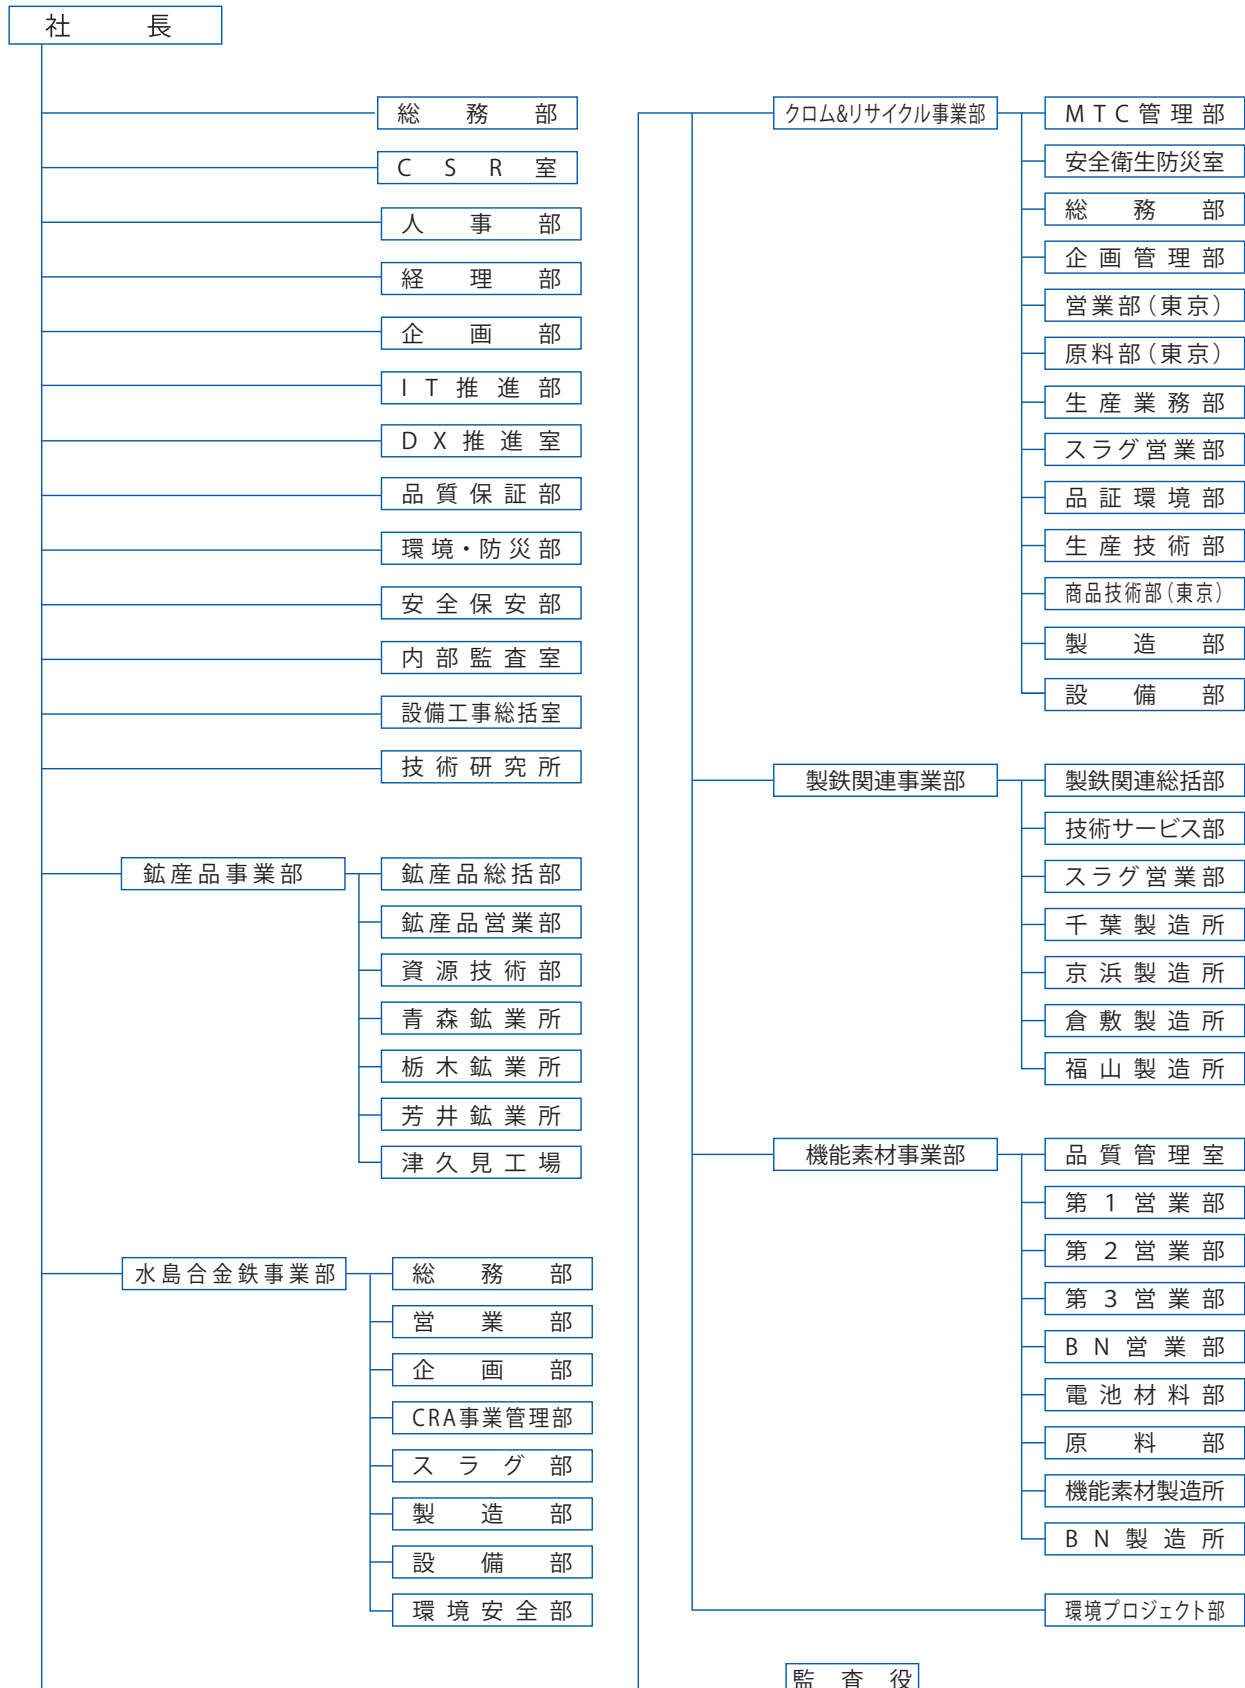 社長
総務部
CSR室
人事部
経理部
企画部
IT推進部
DX推進室
品質保証部
環境・防災部
安全保安部
内部監査室
設備工事総括室
技術研究所
鉱産品事業部
鉱産品総括部
鉱産品営業部
資源技術部
青森鉱業所
栃木鉱業所
芳井鉱業所
津久見工場
水島合金鉄事業部
総務部
営業部
企画部
CRA事業管理部
スラグ部
製造部
設備部
環境安全部
クロム&リサイクル事業部
MTC管理部
安全衛生防災室
総務部
企画管理部
営業部(東京)
原料部(東京)
生産業務部
スラグ営業部
品証環境部
生産技術部
商品技術部(東京)
製造部
設備部
製鉄関連事業部
製鉄関連総括部
技術サービス部
スラグ営業部
千葉製造所
京浜製造所
倉敷製造所
福山製造所
機能素材事業部
品質管理室
第1営業部
第2営業部
第3営業部
BN営業部
電池材料部
原料部
機能素材製造所
BN製造所
環境プロジェクト部
監査役